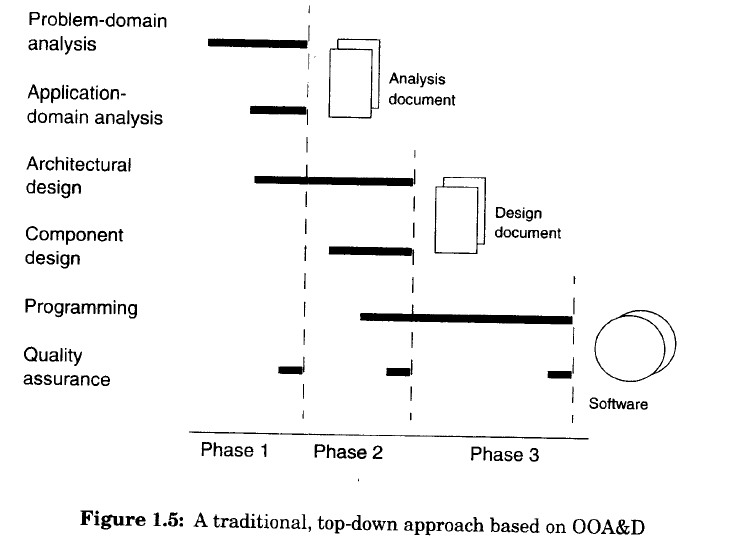 Problem-domain
analysis
Analysis
document
Application-
domain analysis
Architectural
design
Design
document
Component
design
Programming
Quality
assurance
Software
Phase 1
Phase 2
Phase 3
Figure 1.5: A traditional, top-down approach based on OOA&D